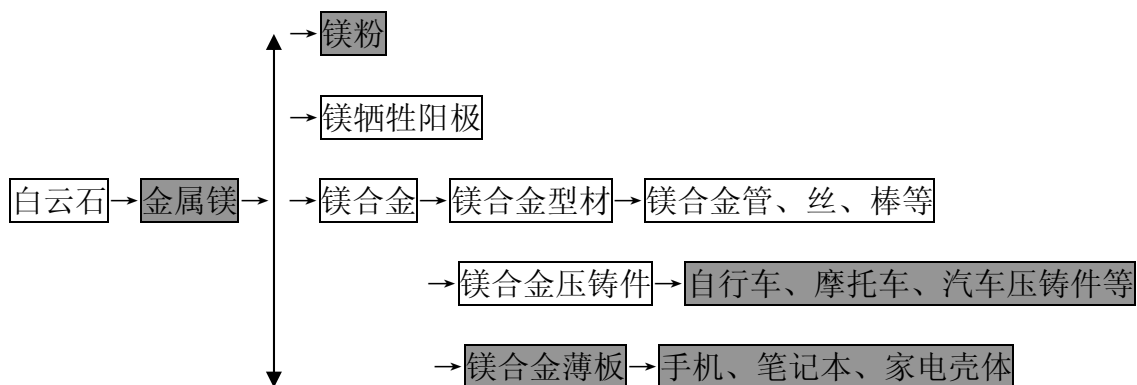 镁粉
镁牺牲阳极
白云石 金属镁 镁合金 镁合金型材 镁合金管、丝、棒等
镁合金压铸件 自行车、摩托车、汽车压铸件等
镁合金薄板 手机、笔记本、家电壳体